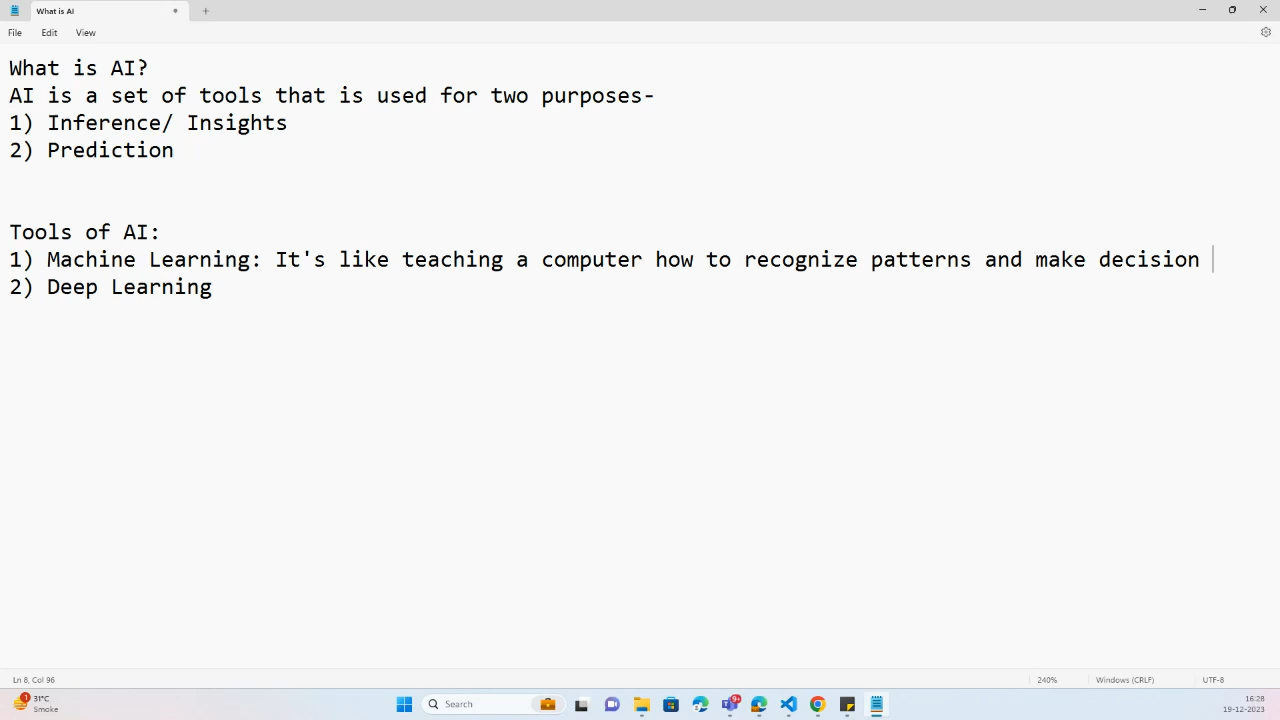 What is AI
File Edit View
What is AI?
AI is a set of tools that is used for two purposes-
1) Inference/ Insights
2) Prediction
Tools of AI:
1) Machine Learning: It's like teaching a computer how to recognize patterns and make decision
2) Deep Learning
Ln 8, Col 96 240% Windows (CRLF) UTF-8
1 31°C Search 9+ 16:28
Smoke 19-12-2023